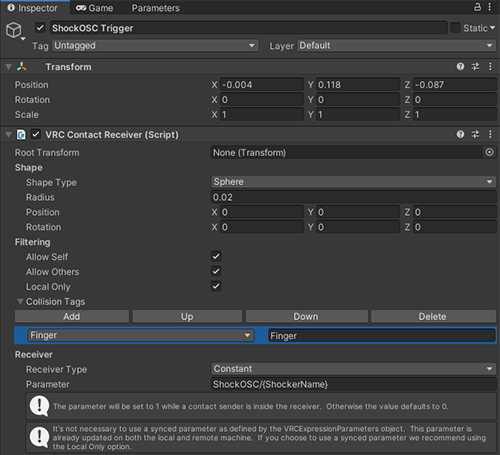 Inspector Game Parameters
ShockOSC Trigger Static
Tag Untagged Layer Default
Transform
Position X -0.004 Y 0.118 Z -0.087
Rotation X 0 Y 0 Z 0
Scale X 1 Y 1 Z 1
VRC Contact Receiver (Script)
Root Transform None (Transform)
Shape
Shape Type Sphere
Radius 0.02
Position X 0 Y 0 Z 0
Rotation X 0 Y 0 Z 0
Filtering
Allow Self
Allow Others
Local Only
Collision Tags
Add Up Down Delete
Finger Finger
Receiver
Receiver Type Constant
Parameter ShockOSC/{ShockerName}
The parameter will be set to 1 while a contact sender is inside the receiver. Otherwise the value defaults to 0.
It's not necessary to use a synced parameter as defined by the VRCExpressionParameters object. This parameter is
already updated on both the local and remote machine. If you choose to use a synced parameter we recommend using
the Local Only option.